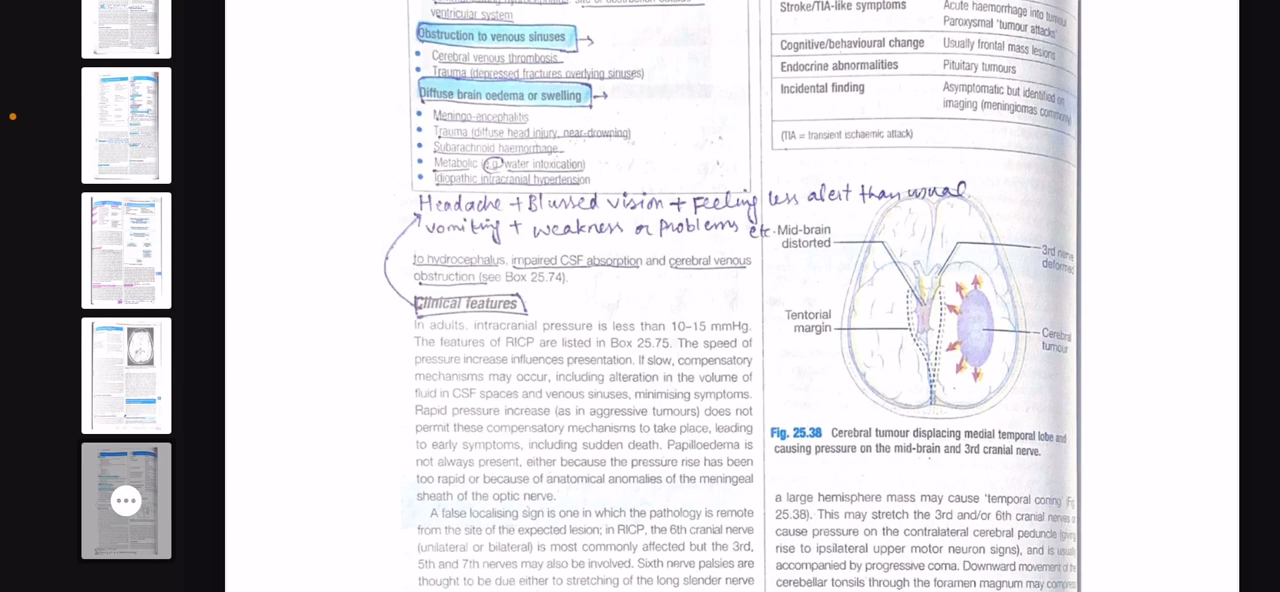 ventricular system
Obstruction to venous sinuses
• Cerebral venous thrombosis
• Trauma (depressed fractures overlying sinuses)
Diffuse brain oedema or swelling
• Meningo-encephalitis
• Trauma (diffuse head injury, near-drowning)
• Subarachnoid haemorrhage
• Metabolic (e.g. water intoxication)
• Idiopathic intracranial hypertension
Headache + Blussed vision + Feeling less alert than usual
vomiting + weakness or problems etc.
to hydrocephalus, impaired CSF absorption and cerebral venous
obstruction (see Box 25.74).
Clinical features
In adults, intracranial pressure is less than 10–15 mmHg.
The features of RICP are listed in Box 25.75. The speed of
pressure increase influences presentation. If slow, compensatory
mechanisms may occur, including alteration in the volume of
fluid in CSF spaces and venous sinuses, minimising symptoms.
Rapid pressure increase (as in aggressive tumours) does not
permit these compensatory mechanisms to take place, leading
to early symptoms, including sudden death. Papilloedema is
not always present, either because the pressure rise has been
too rapid or because of anatomical anomalies of the meningeal
sheath of the optic nerve.
A false localising sign is one in which the pathology is remote
from the site of the expected lesion; in RICP, the 6th cranial nerve
(unilateral or bilateral) is most commonly affected but the 3rd,
5th and 7th nerves may also be involved. Sixth nerve palsies are
thought to be due either to stretching of the long slender nerve
Stroke/TIA-like symptoms Acute haemorrhage into tumour
Paroxysmal 'tumour attacks'
Cognitive/behavioural change Usually frontal mass lesions
Endocrine abnormalities Pituitary tumours
Incidental finding Asymptomatic but identified on
imaging (meningiomas commonly)
(TIA = transient ischaemic attack)
Mid-brain
distorted
3rd nerve
deformed
Tentorial
margin
Cerebral
tumour
Fig. 25.38 Cerebral tumour displacing medial temporal lobe and
causing pressure on the mid-brain and 3rd cranial nerve.
a large hemisphere mass may cause 'temporal coning' (Fig.
25.38). This may stretch the 3rd and/or 6th cranial nerves or
cause pressure on the contralateral cerebral peduncle (giving
rise to ipsilateral upper motor neuron signs), and is usually
accompanied by progressive coma. Downward movement of the
cerebellar tonsils through the foramen magnum may compress